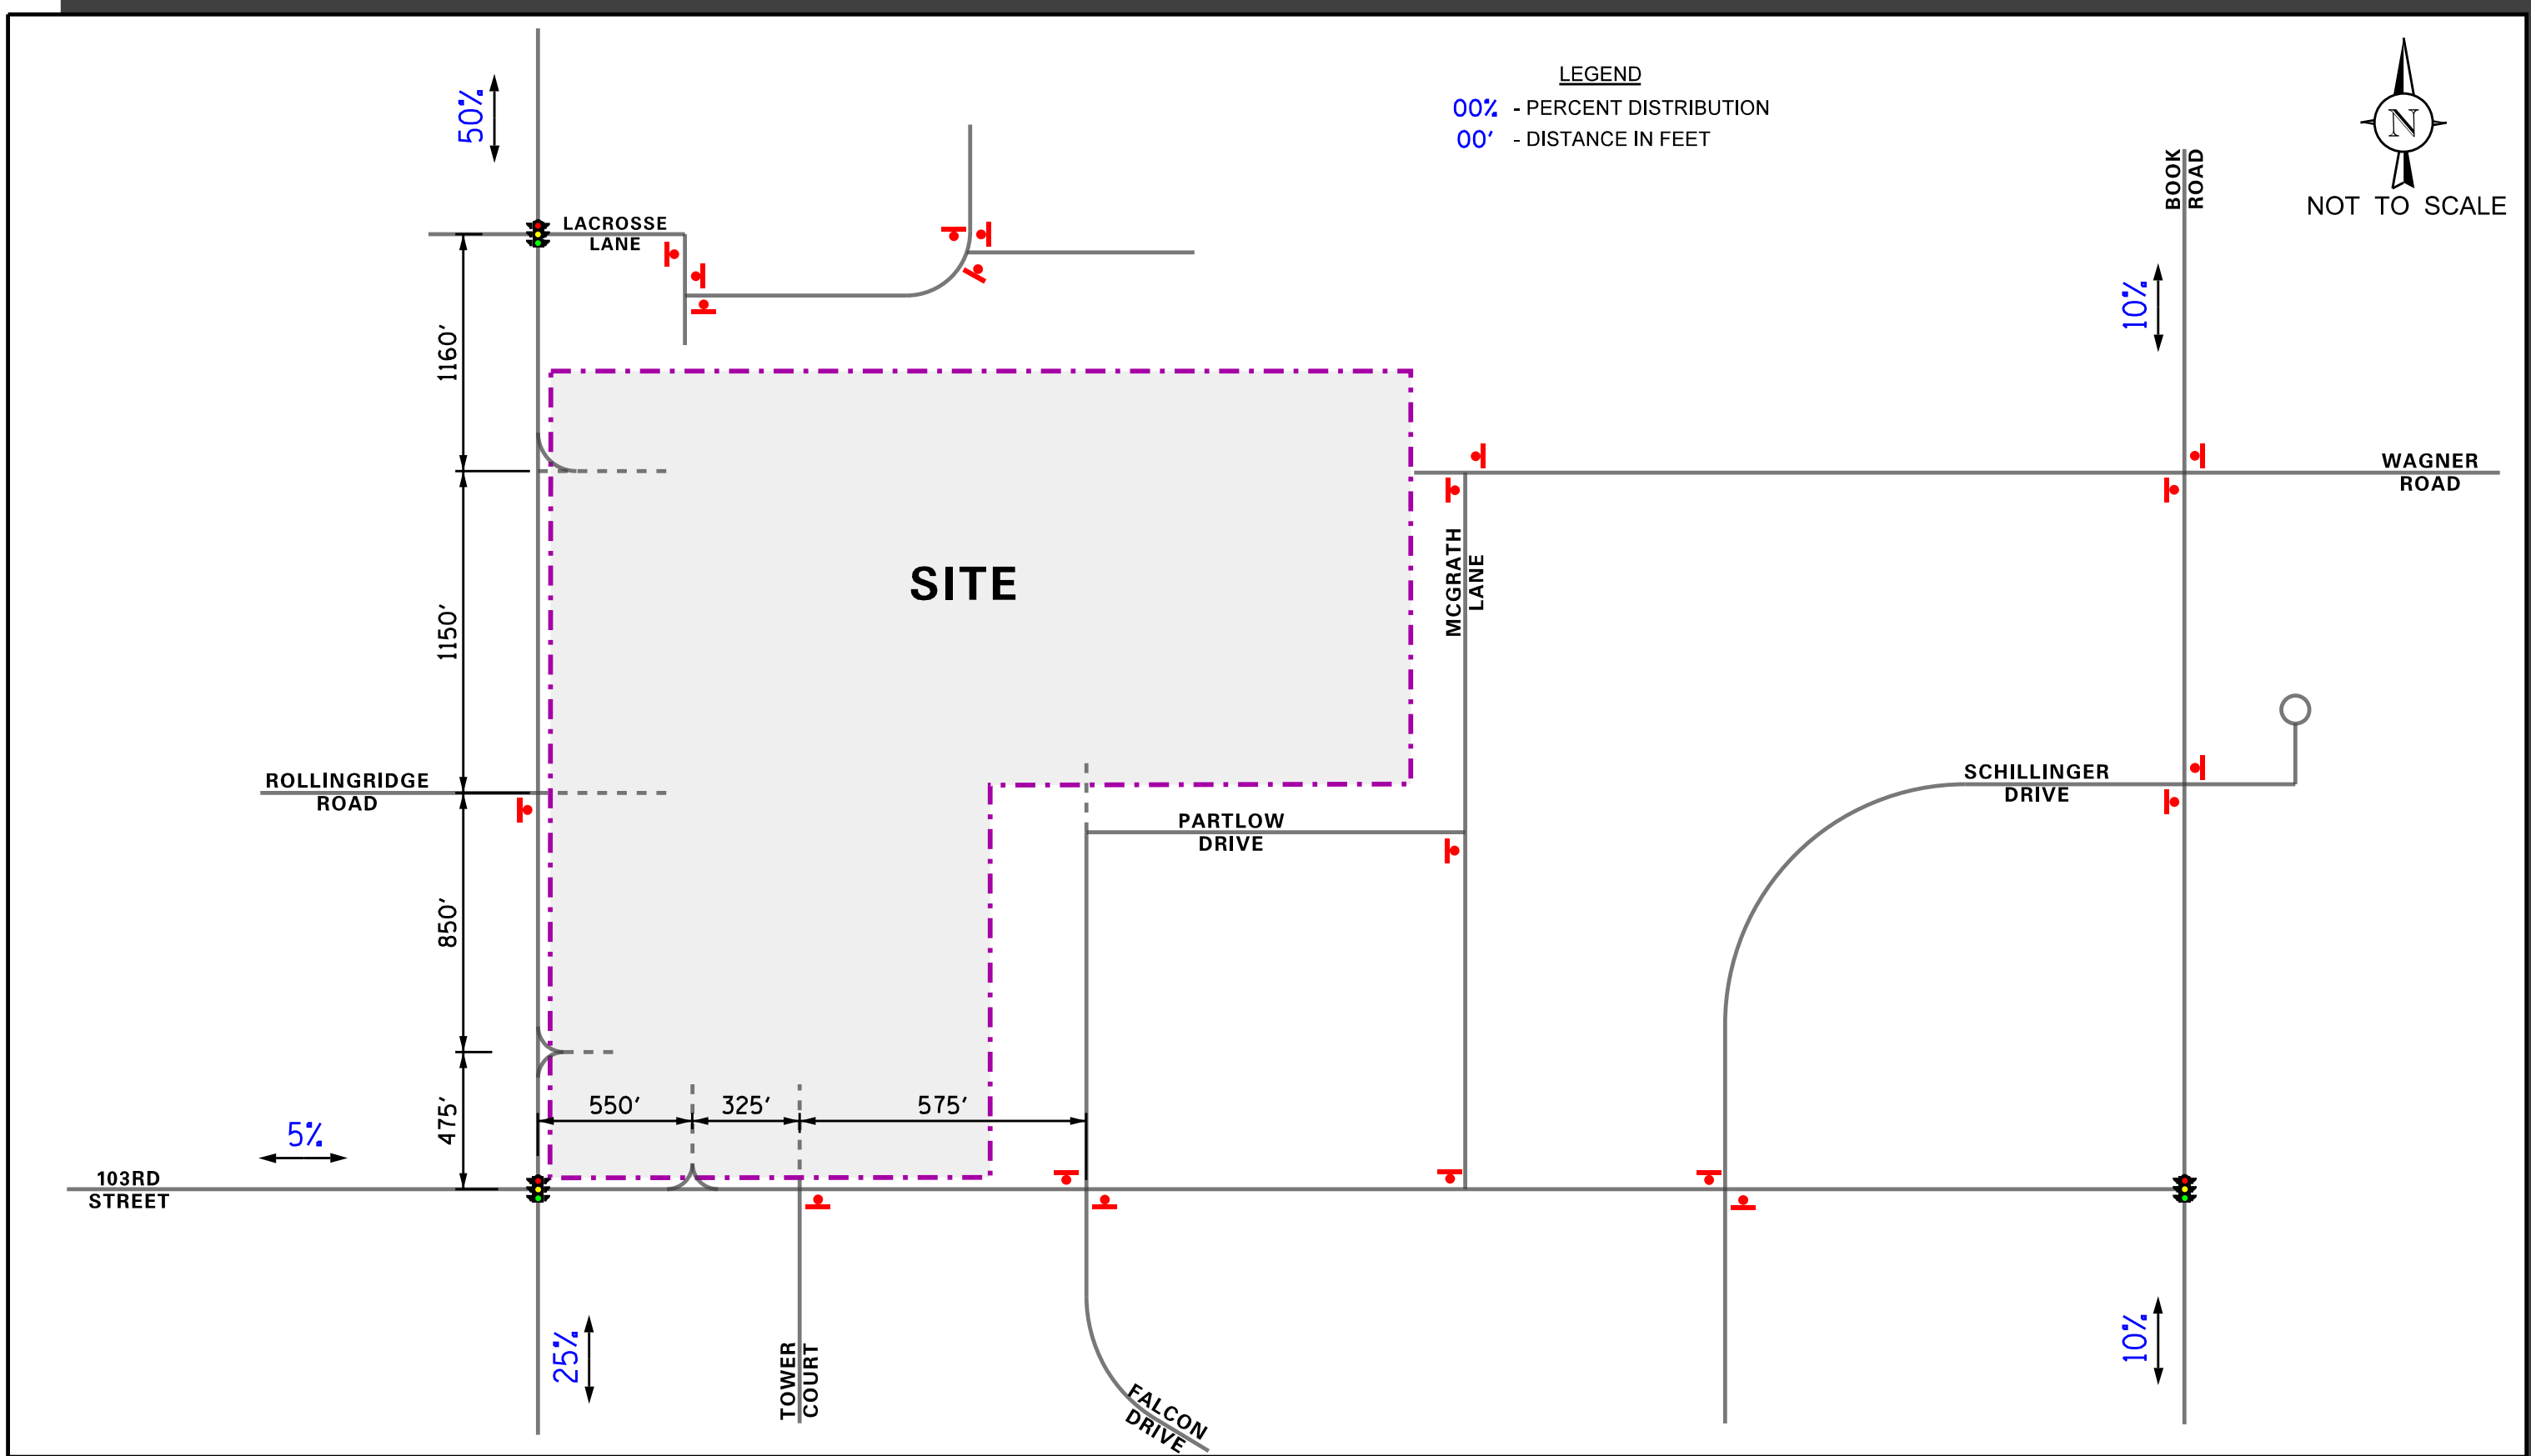 LEGEND
00% - PERCENT DISTRIBUTION
00' - DISTANCE IN FEET
N
NOT TO SCALE
50%
LACROSSE
LANE
BOOK
ROAD
10%
1160'
WAGNER
ROAD
SITE
MCGRATH
LANE
1150'
ROLLINGRIDGE
ROAD
SCHILLINGER
DRIVE
PARTLOW
DRIVE
850'
550'
325'
575'
475'
5%
103RD
STREET
25%
TOWER
COURT
FALCON
DRIVE
10%